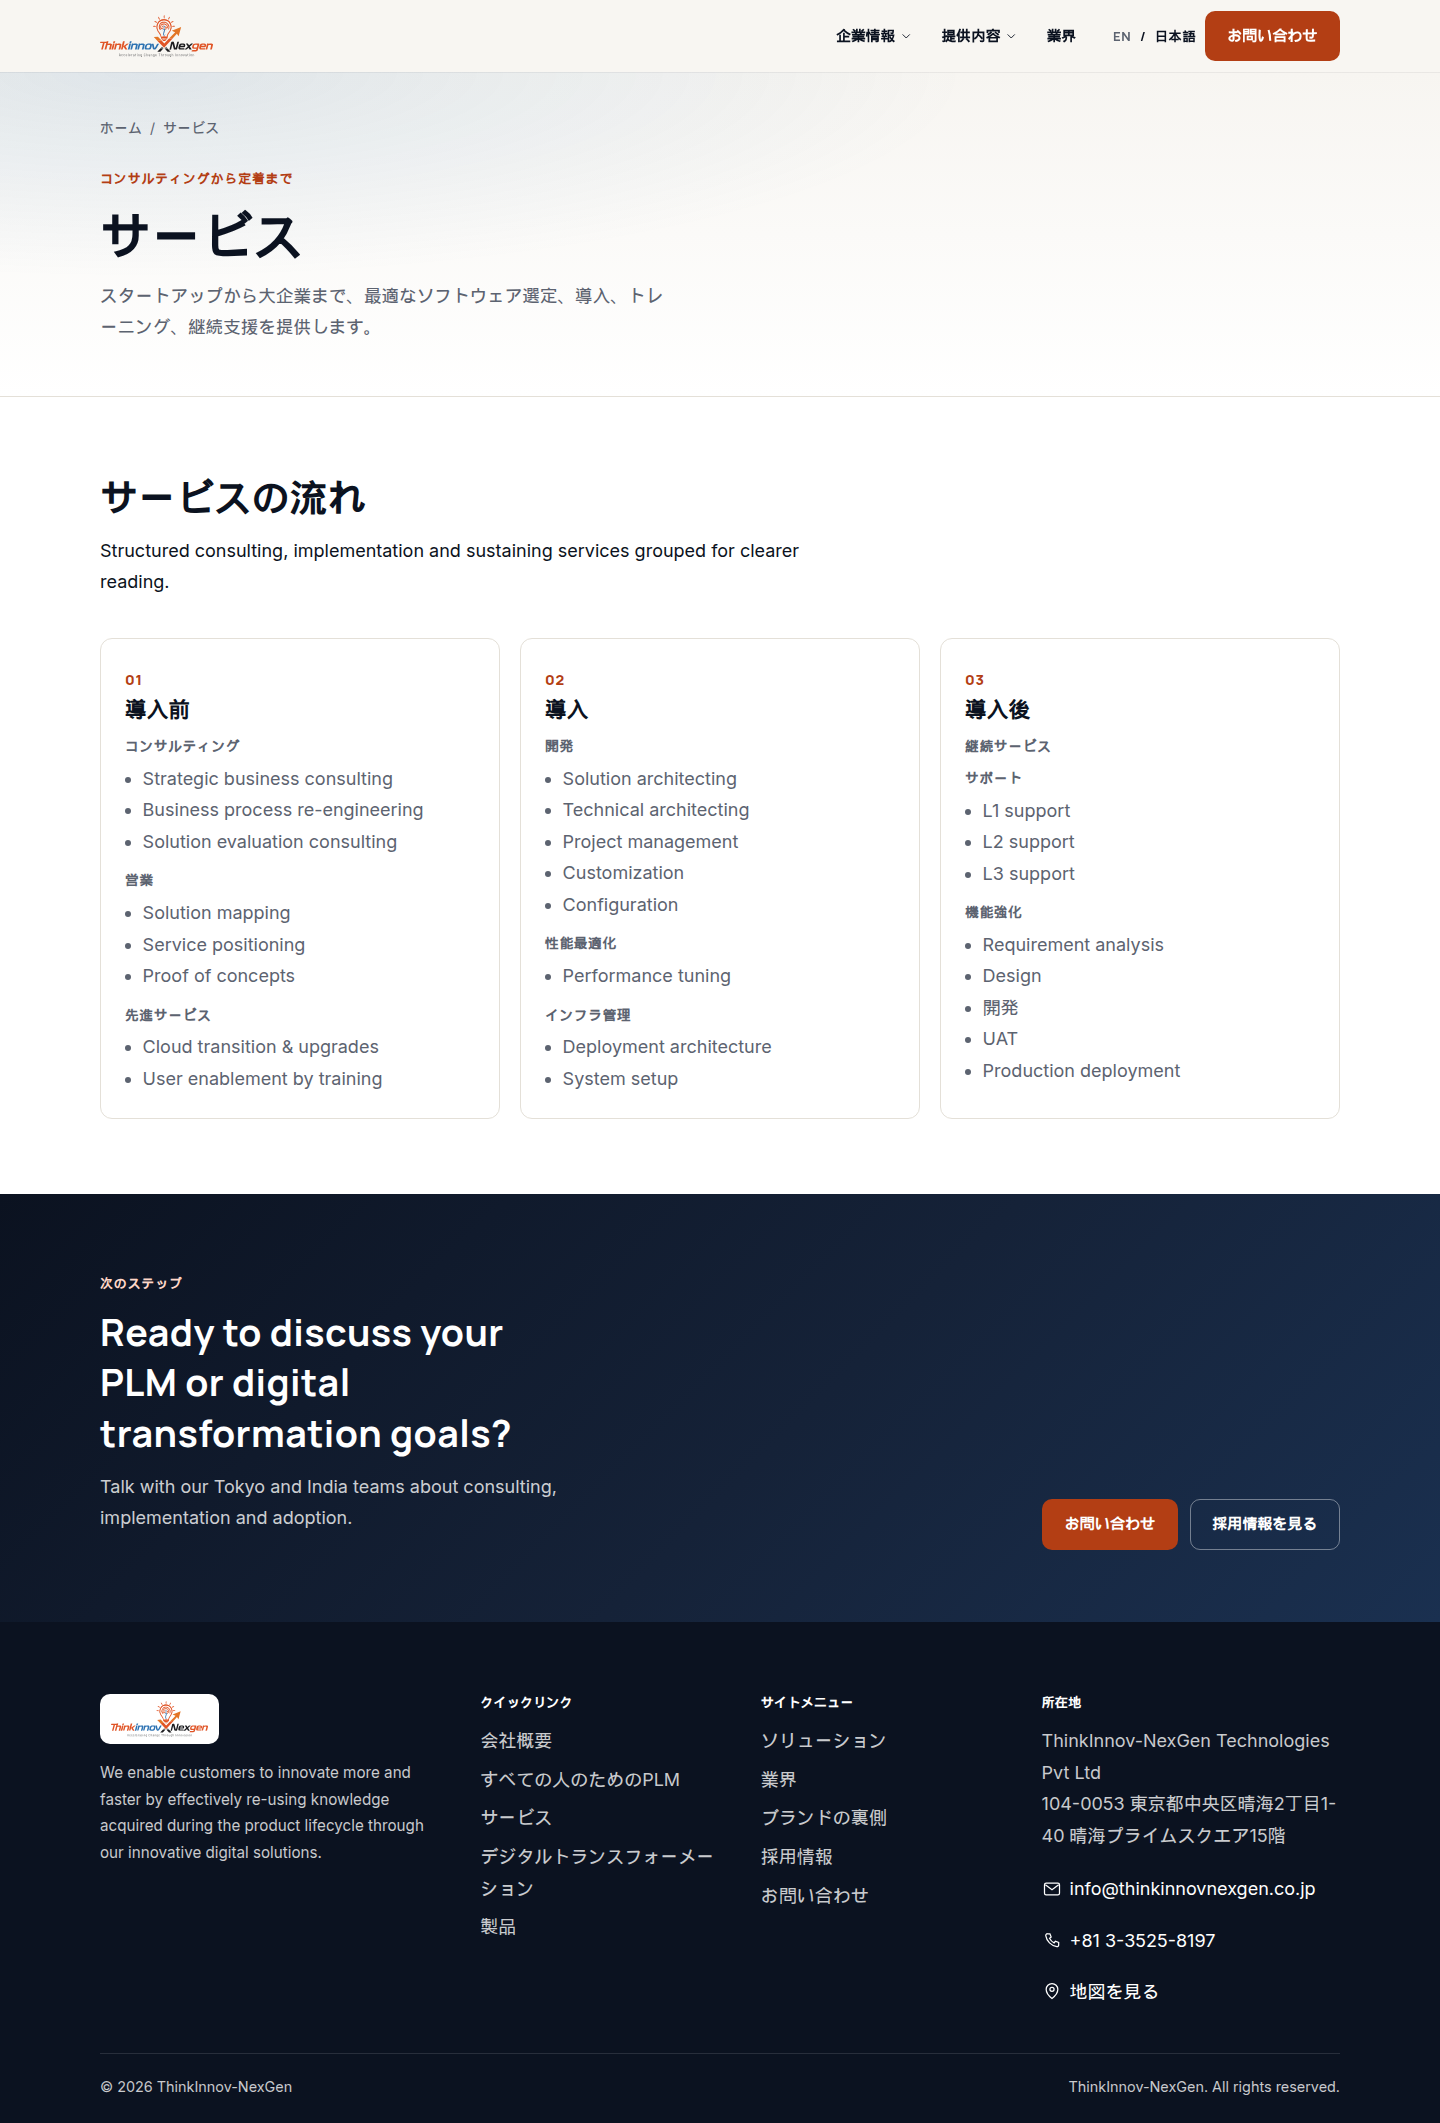 Thinkinnov Nexgen
Accelerating Change Through Innovation
企業情報
提供内容
業界
EN / 日本語
お問い合わせ
ホーム / サービス
コンサルティングから定着まで
サービス
スタートアップから大企業まで、最適なソフトウェア選定、導入、トレ
ーニング、継続支援を提供します。
サービスの流れ
Structured consulting, implementation and sustaining services grouped for clearer
reading.
01
導入前
コンサルティング
• Strategic business consulting
• Business process re-engineering
• Solution evaluation consulting
営業
• Solution mapping
• Service positioning
• Proof of concepts
先進サービス
• Cloud transition & upgrades
• User enablement by training
02
導入
開発
• Solution architecting
• Technical architecting
• Project management
• Customization
• Configuration
性能最適化
• Performance tuning
インフラ管理
• Deployment architecture
• System setup
03
導入後
継続サービス
サポート
• L1 support
• L2 support
• L3 support
機能強化
• Requirement analysis
• Design
• 開発
• UAT
• Production deployment
次のステップ
Ready to discuss your
PLM or digital
transformation goals?
Talk with our Tokyo and India teams about consulting,
implementation and adoption.
お問い合わせ
採用情報を見る
Thinkinnov Nexgen
We enable customers to innovate more and
faster by effectively re-using knowledge
acquired during the product lifecycle through
our innovative digital solutions.
クイックリンク
会社概要
すべての人のためのPLM
サービス
デジタルトランスフォーメー
ション
製品
サイトメニュー
ソリューション
業界
ブランドの裏側
採用情報
お問い合わせ
所在地
ThinkInnov-NexGen Technologies
Pvt Ltd
104-0053 東京都中央区晴海2丁目1-
40 晴海プライムスクエア15階
info@thinkinnovnexgen.co.jp
+81 3-3525-8197
地図を見る
© 2026 ThinkInnov-NexGen
ThinkInnov-NexGen. All rights reserved.